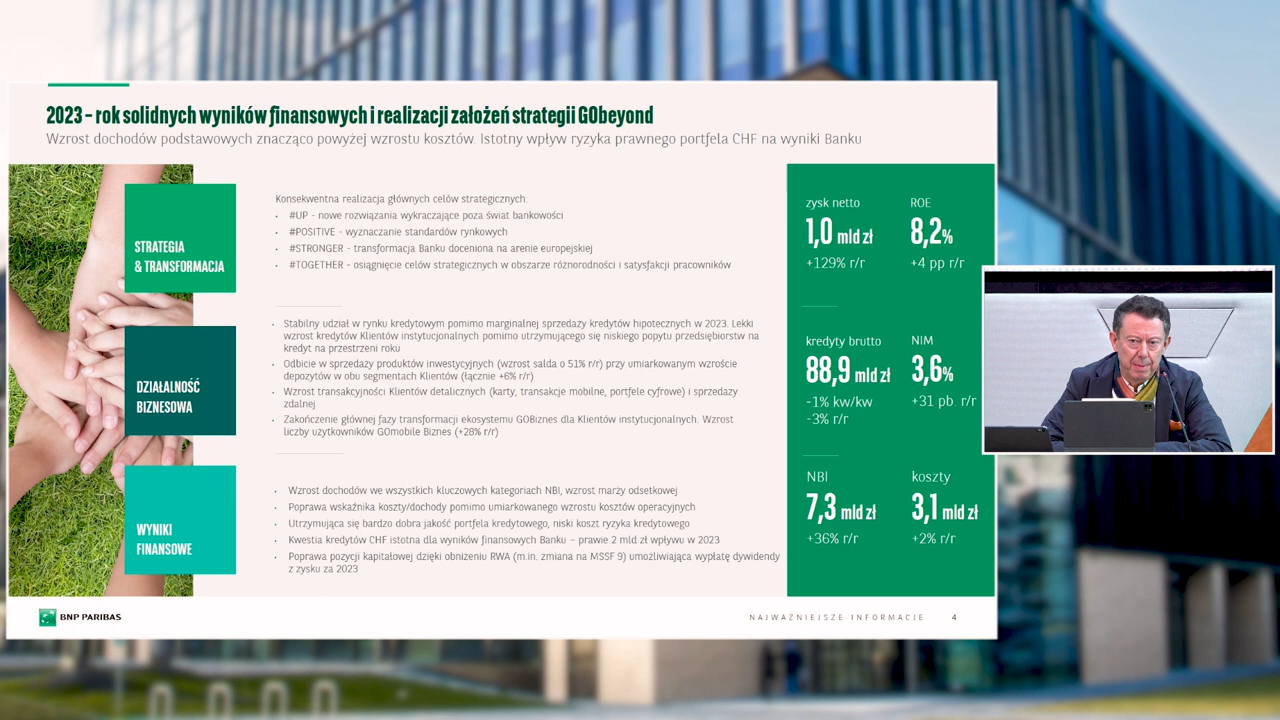 2023 – rok solidnych wyników finansowych i realizacji założeń strategii GObeyond
Wzrost dochodów podstawowych znacząco powyżej wzrostu kosztów. Istotny wpływ ryzyka prawnego portfela CHF na wyniki Banku
STRATEGIA
& TRANSFORMACJA
Konsekwentna realizacja głównych celów strategicznych:
• #UP - nowe rozwiązania wykraczające poza świat bankowości
• #POSITIVE - wyznaczanie standardów rynkowych
• #STRONGER - transformacja Banku doceniona na arenie europejskiej
• #TOGETHER - osiągnięcie celów strategicznych w obszarze różnorodności i satysfakcji pracowników
DZIAŁALNOŚĆ
BIZNESOWA
• Stabilny udział w rynku kredytowym pomimo marginalnej sprzedaży kredytów hipotecznych w 2023. Lekki
wzrost kredytów Klientów instytucjonalnych pomimo utrzymującego się niskiego popytu przedsiębiorstw na
kredyt na przestrzeni roku
• Odbicie w sprzedaży produktów inwestycyjnych (wzrost salda o 51% r/r) przy umiarkowanym wzroście
depozytów w obu segmentach Klientów (łącznie +6% r/r)
• Wzrost transakcyjności Klientów detalicznych (karty, transakcje mobilne, portfele cyfrowe) i sprzedaży
zdalnej
• Zakończenie głównej fazy transformacji ekosystemu GOBiznes dla Klientów instytucjonalnych. Wzrost
liczby użytkowników GOmobile Biznes (+28% r/r)
WYNIKI
FINANSOWE
• Wzrost dochodów we wszystkich kluczowych kategoriach NBI, wzrost marży odsetkowej
• Poprawa wskaźnika koszty/dochody pomimo umiarkowanego wzrostu kosztów operacyjnych
• Utrzymująca się bardzo dobra jakość portfela kredytowego, niski koszt ryzyka kredytowego
• Kwestia kredytów CHF istotna dla wyników finansowych Banku – prawie 2 mld zł wpływu w 2023
• Poprawa pozycji kapitałowej dzięki obniżeniu RWA (m.in. zmiana na MSSF 9) umożliwiająca wypłatę dywidendy
z zysku za 2023
zysk netto
1,0 mld zł
+129% r/r
ROE
8,2%
+4 pp r/r
kredyty brutto
88,9 mld zł
-1% kw/kw
-3% r/r
NIM
3,6%
+31 pb. r/r
NBI
7,3 mld zł
+36% r/r
koszty
3,1 mld zł
+2% r/r
BNP PARIBAS
NAJWAŻNIEJSZE INFORMACJE 4